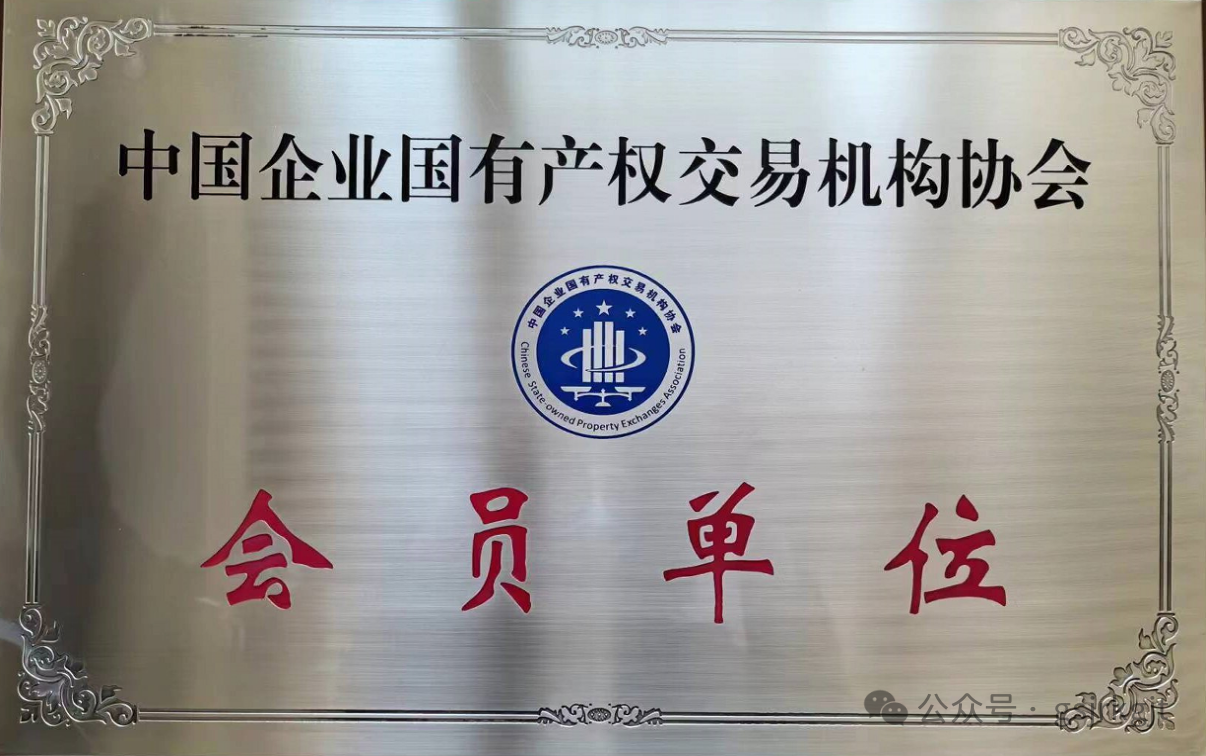 中国企业国有产权交易机构协会
中国企业国有产权交易机构协会
Chinese State-owned Property Exchanges Association
会员单位
公众号 ·